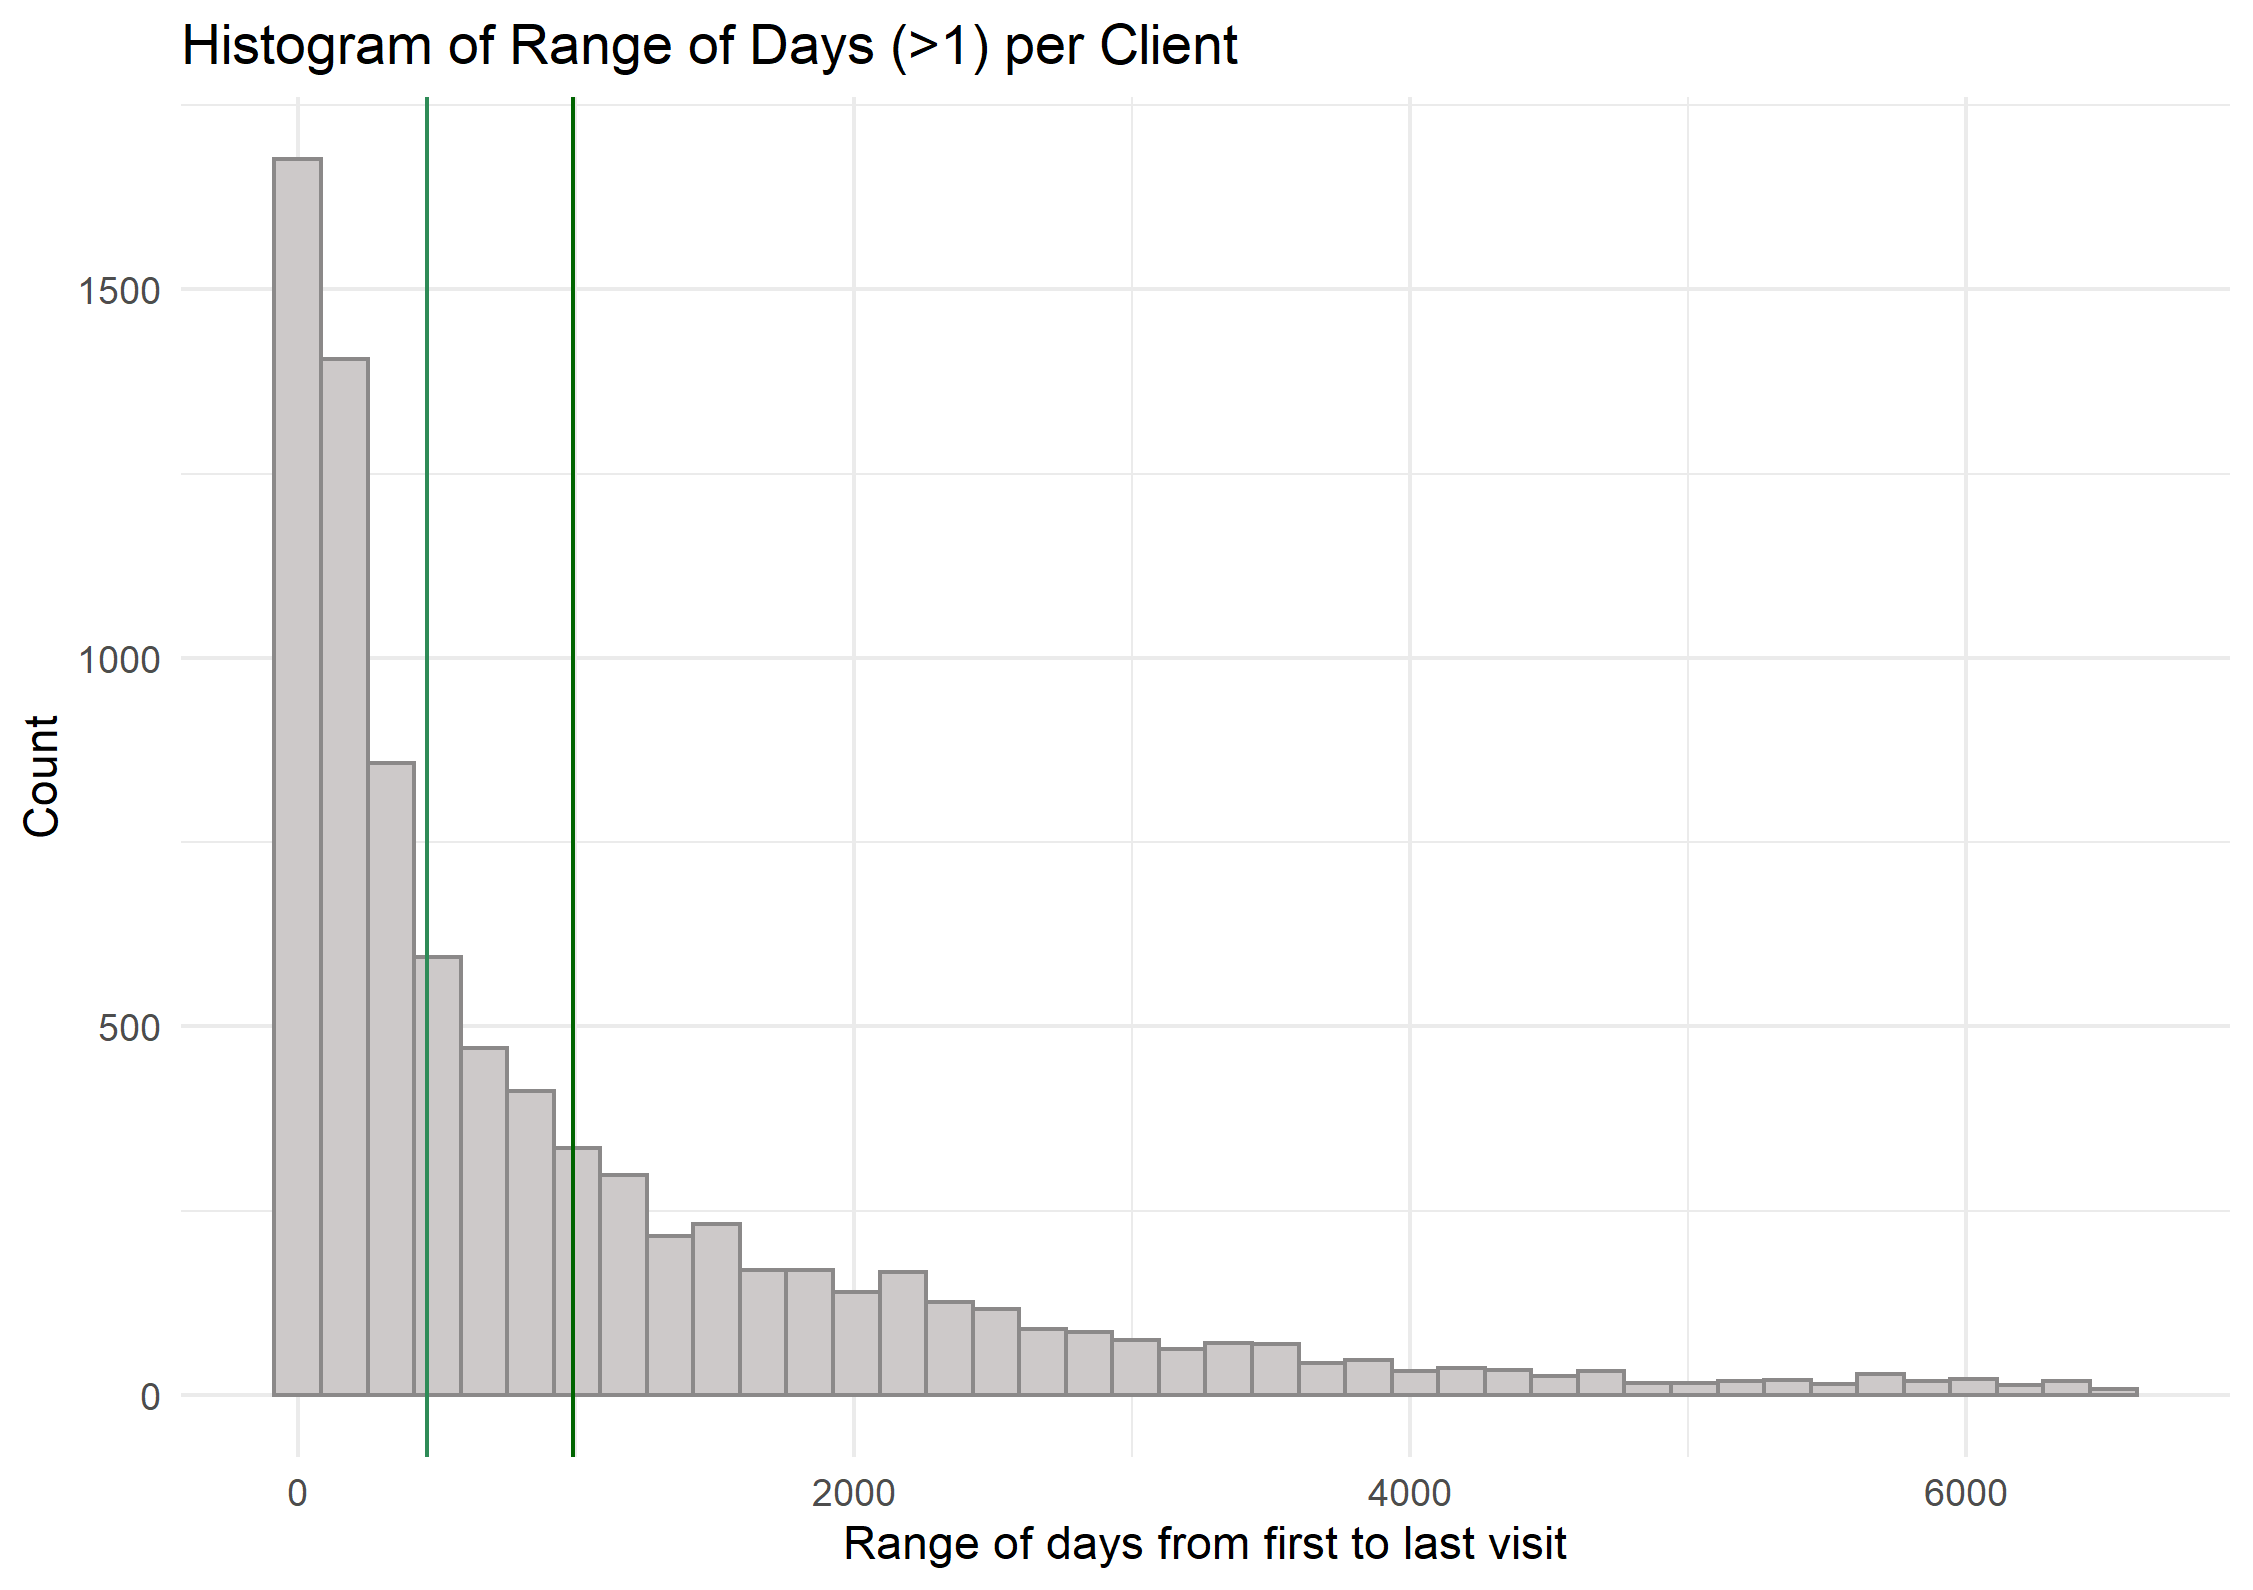 Histogram of Range of Days (>1) per Client
Count
1500
1000
500
0
0 2000 4000 6000
Range of days from first to last visit